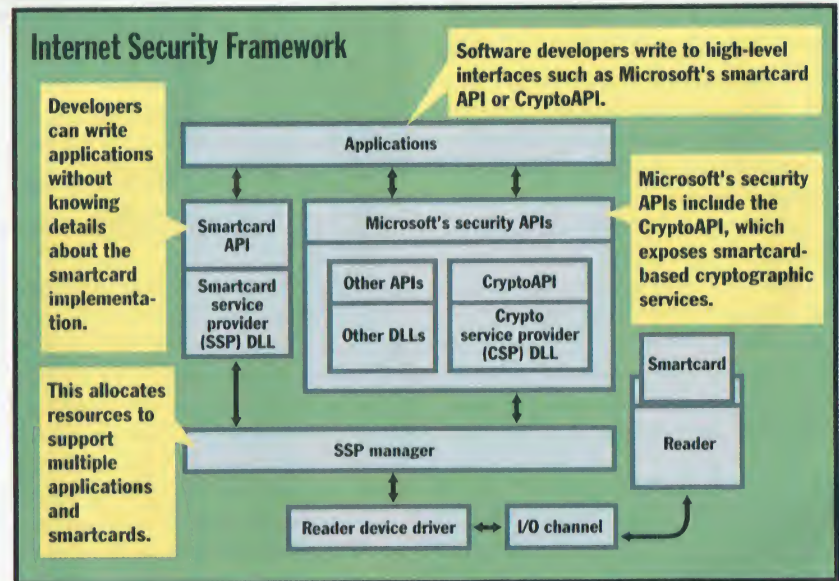 Internet Security Framework
Software developers write to high-level
interfaces such as Microsoft's smartcard
API or CryptoAPI.
Developers
can write
applications
without
knowing
details
about the
smartcard
implementa-
tion.
Applications
Microsoft's security
APIs include the
CryptoAPI, which
exposes smartcard-
based cryptographic
services.
Smartcard
API
Smartcard
service
provider
(SSP) DLL
Microsoft's security APIs
Other APIs
Other DLLs
CryptoAPI
Crypto
service provider
(CSP) DLL
Smartcard
Reader
This allocates
resources to
support
multiple
applications
and
smartcards.
SSP manager
Reader device driver
I/O channel